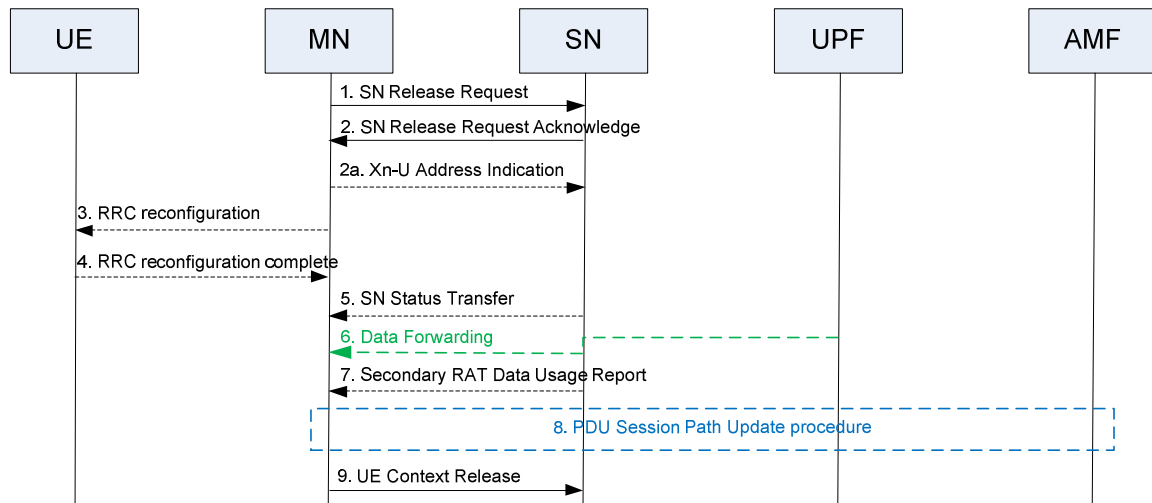 UE
MN
SN
UPF
AMF
1. SN Release Request
2. SN Release Request Acknowledge
2a. Xn-U Address Indication
3. RRC reconfiguration
4. RRC reconfiguration complete
5. SN Status Transfer
6. Data Forwarding
7. Secondary RAT Data Usage Report
8. PDU Session Path Update procedure
9. UE Context Release